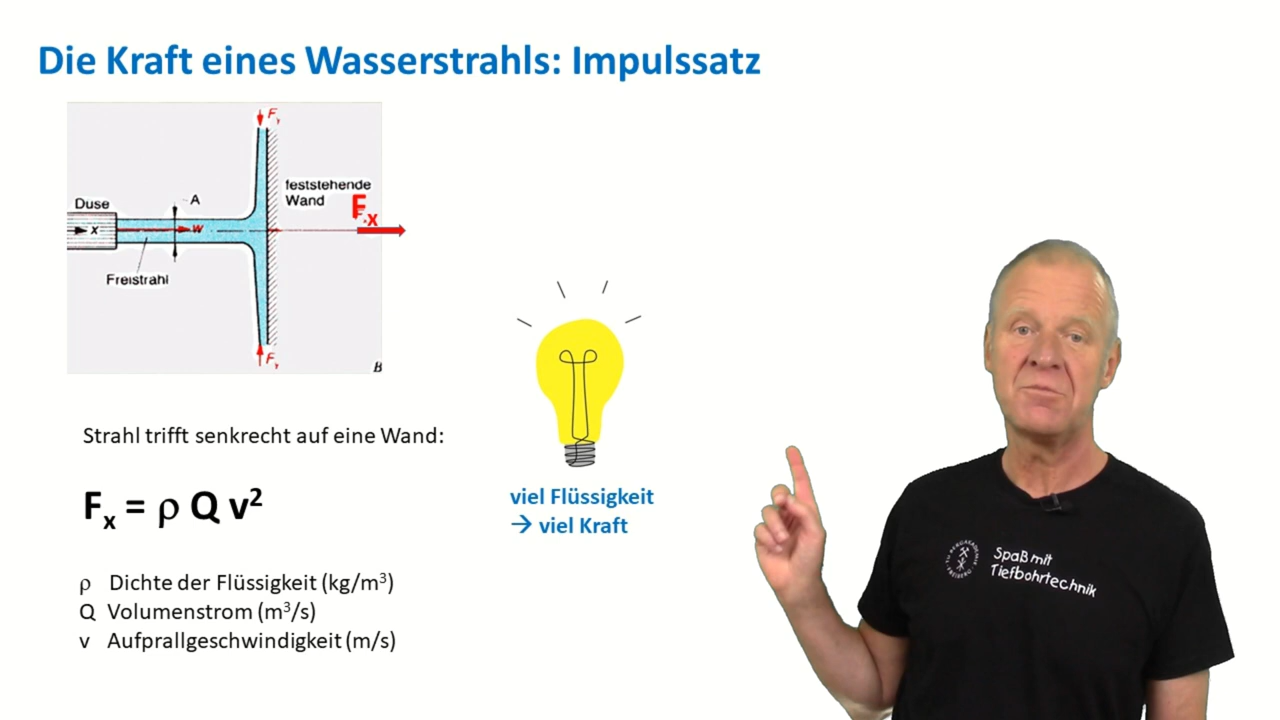 Die Kraft eines Wasserstrahls: Impulssatz
Fy
Duse
A
feststehende
Wand
Fx
x
w
Freistrahl
Fy
B
Strahl trifft senkrecht auf eine Wand:
Fx = ρ Q v²
viel Flüssigkeit
→ viel Kraft
ρ Dichte der Flüssigkeit (kg/m³)
Q Volumenstrom (m³/s)
v Aufprallgeschwindigkeit (m/s)
Spaß mit
Tiefbohrtechnik